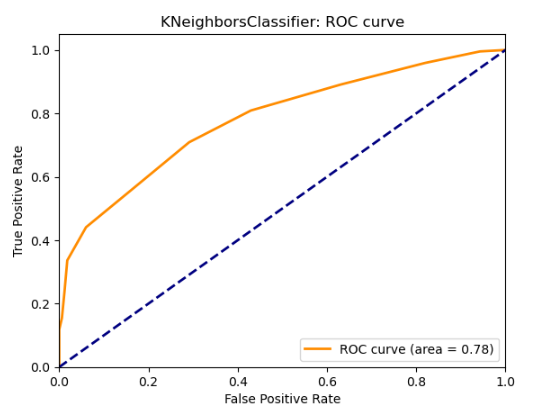 KNeighborsClassifier: ROC curve
1.0
0.8
0.6
0.4
0.2
0.0
True Positive Rate
ROC curve (area = 0.78)
0.0 0.2 0.4 0.6 0.8 1.0
False Positive Rate